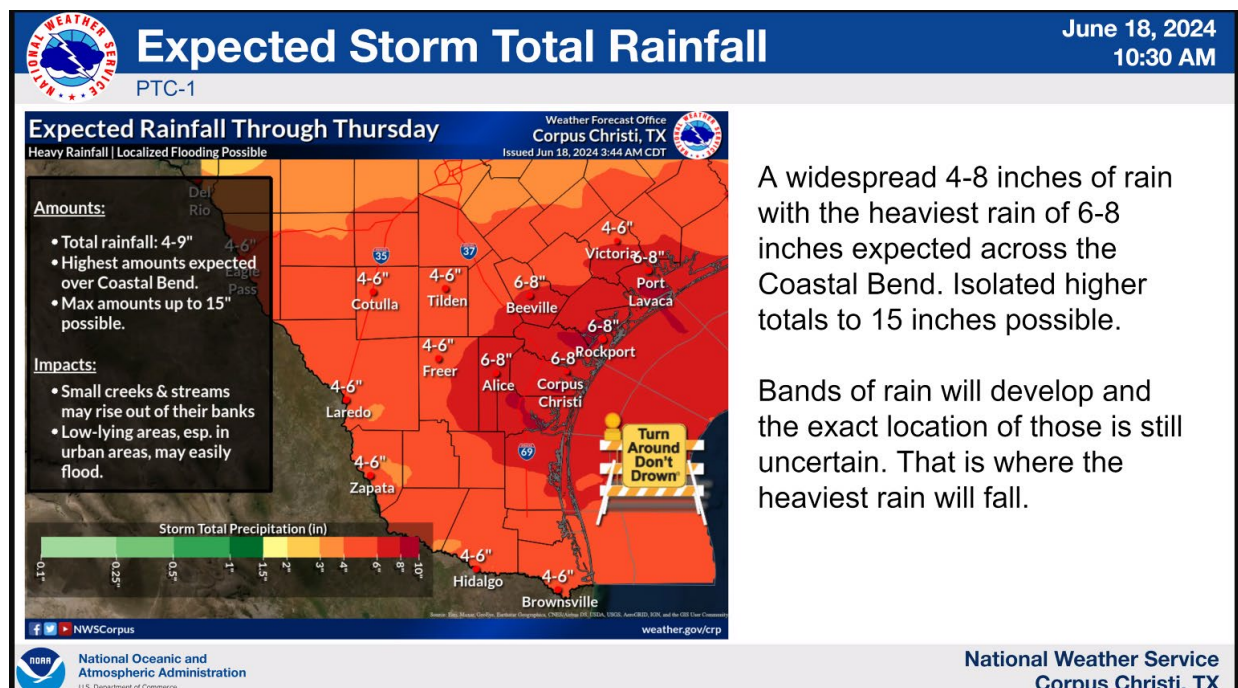 NATIONAL WEATHER SERVICE
Expected Storm Total Rainfall
June 18, 2024
10:30 AM
PTC-1
Expected Rainfall Through Thursday
Heavy Rainfall | Localized Flooding Possible
Weather Forecast Office
Corpus Christi, TX
Issued Jun 18, 2024 3:44 AM CDT
NATIONAL WEATHER SERVICE
Amounts:
• Total rainfall: 4-9"
• Highest amounts expected
over Coastal Bend.
• Max amounts up to 15"
possible.
Impacts:
• Small creeks & streams
may rise out of their banks
• Low-lying areas, esp. in
urban areas, may easily
flood.
Del
Rio
4-6"
Eagle
Pass
35
37
4-6"
Victoria
6-8"
Port
Lavaca
4-6"
Cotulla
4-6"
Tilden
6-8"
Beeville
6-8"
Rockport
4-6"
Freer
6-8"
Alice
6-8"
Corpus
Christi
4-6"
Laredo
69
4-6"
Zapata
Turn
Around
Don't
Drown
4-6"
Hidalgo
4-6"
Brownsville
Storm Total Precipitation (in)
0.1" 0.25" 0.5" 1" 1.5" 2" 3" 4" 6" 8" 10"
NWSCorpus
weather.gov/crp
A widespread 4-8 inches of rain
with the heaviest rain of 6-8
inches expected across the
Coastal Bend. Isolated higher
totals to 15 inches possible.
Bands of rain will develop and
the exact location of those is still
uncertain. That is where the
heaviest rain will fall.
NOAA
National Oceanic and
Atmospheric Administration
U.S. Department of Commerce
National Weather Service
Corpus Christi, TX